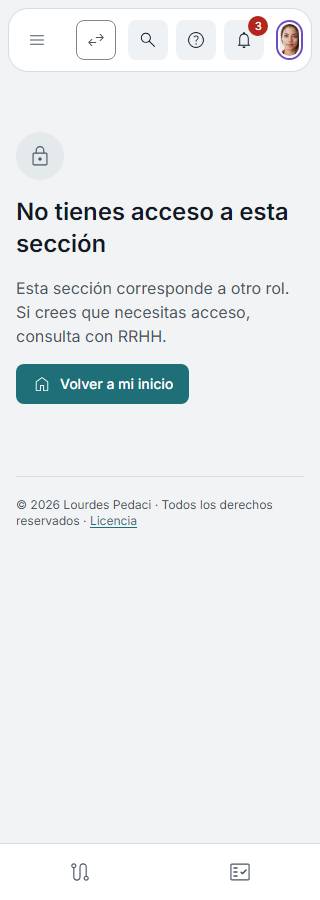 3
No tienes acceso a esta
sección
Esta sección corresponde a otro rol.
Si crees que necesitas acceso,
consulta con RRHH.
Volver a mi inicio
© 2026 Lourdes Pedaci · Todos los derechos
reservados · Licencia